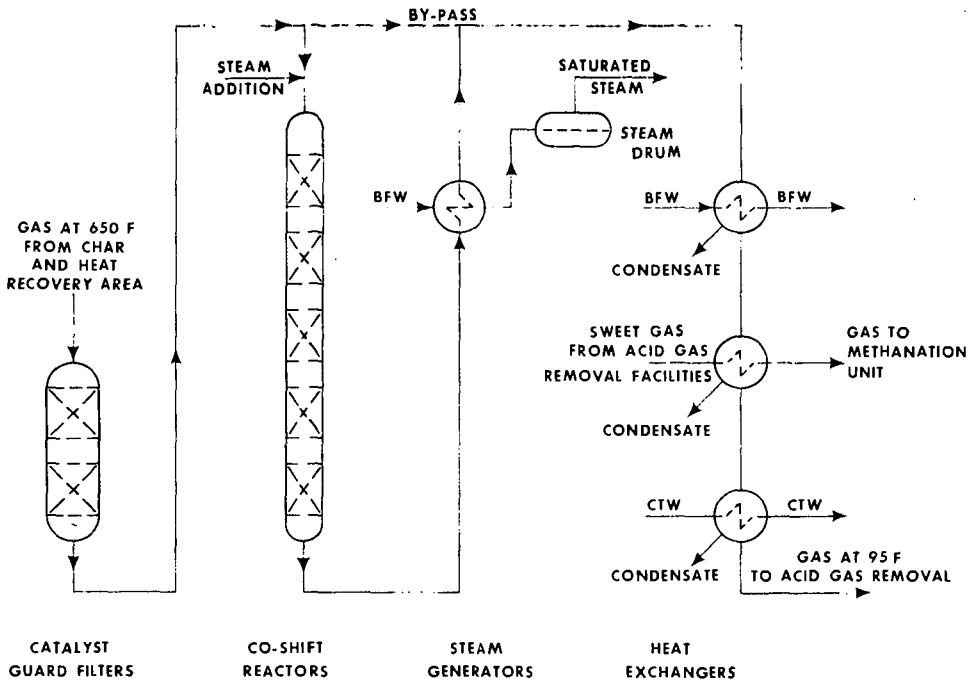 BY-PASS
STEAM
ADDITION
SATURATED
STEAM
STEAM
DRUM
BFW
BFW
BFW
CONDENSATE
GAS AT 650 F
FROM CHAR
AND HEAT
RECOVERY AREA
SWEET GAS
FROM ACID GAS
REMOVAL FACILITIES
GAS TO
METHANATION
UNIT
CONDENSATE
CTW
CTW
CONDENSATE
GAS AT 95 F
TO ACID GAS REMOVAL
CATALYST
GUARD FILTERS
CO-SHIFT
REACTORS
STEAM
GENERATORS
HEAT
EXCHANGERS